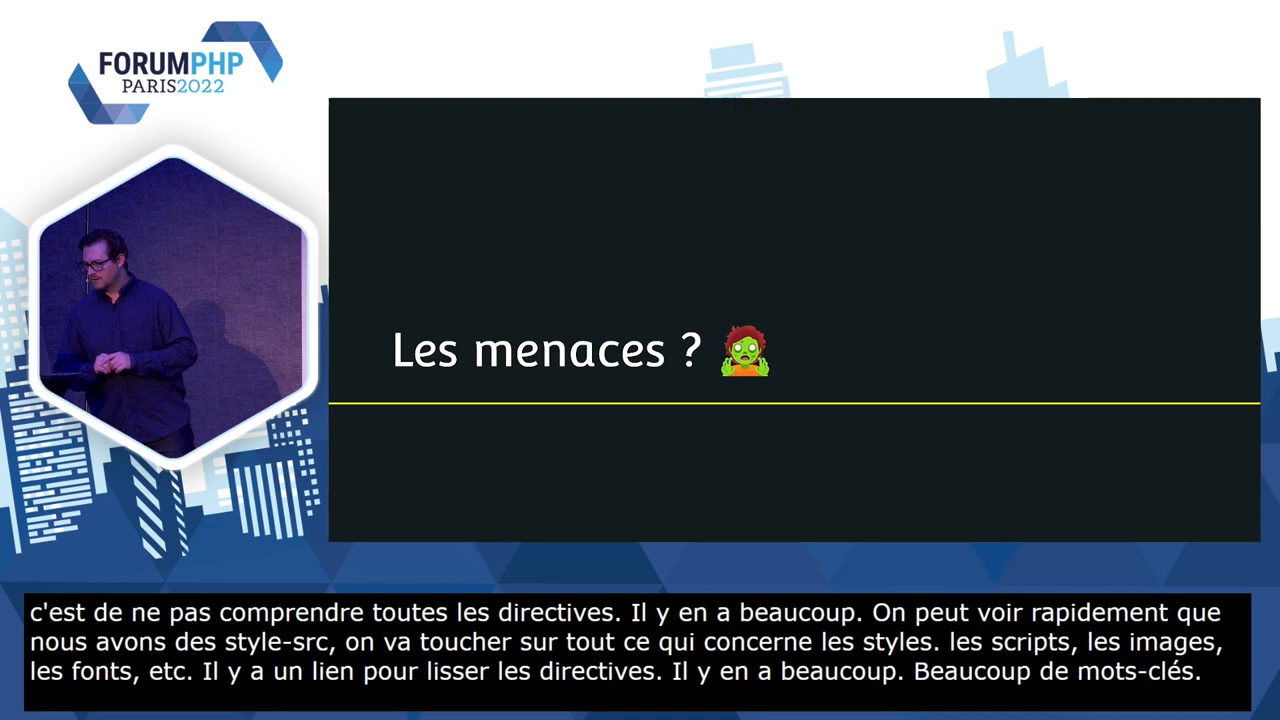 FORUMPHP
PARIS2022
Les menaces ?
c'est de ne pas comprendre toutes les directives. Il y en a beaucoup. On peut voir rapidement que
nous avons des style-src, on va toucher sur tout ce qui concerne les styles. les scripts, les images,
les fonts, etc. Il y a un lien pour lisser les directives. Il y en a beaucoup. Beaucoup de mots-clés.